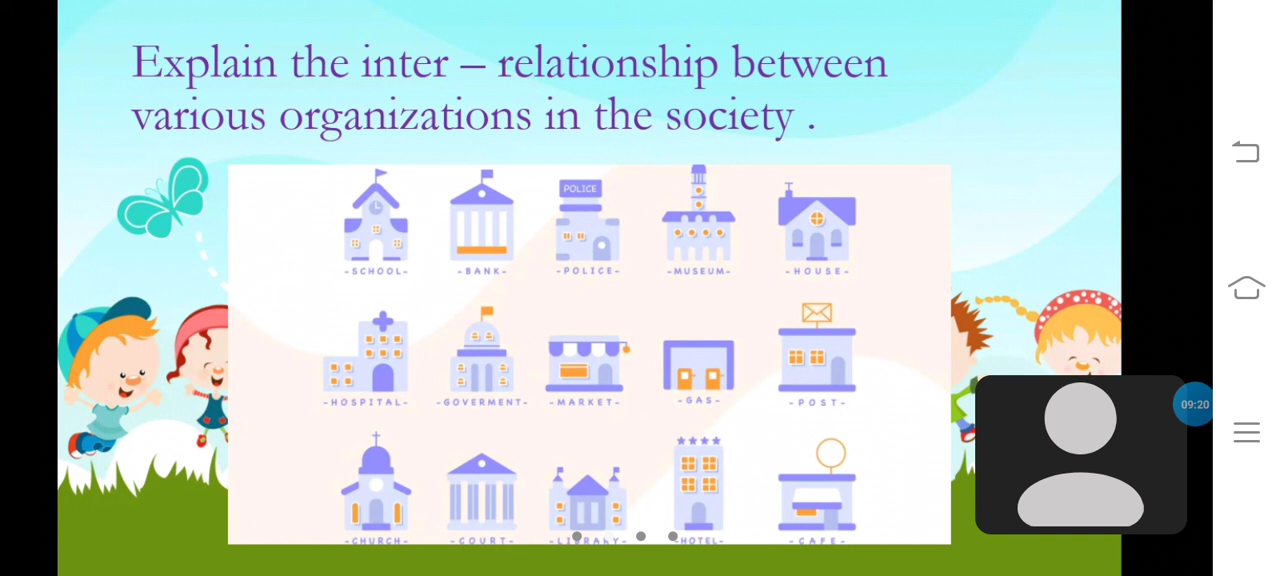 Explain the inter – relationship between
various organizations in the society .
POLICE
-SCHOOL-
-BANK-
-POLICE-
-MUSEUM-
-HOUSE-
-HOSPITAL-
-GOVERMENT-
-MARKET-
-GAS-
-POST-
09:20
-CHURCH-
-COURT-
-LIBRARY-
-HOTEL-
-CAFE-